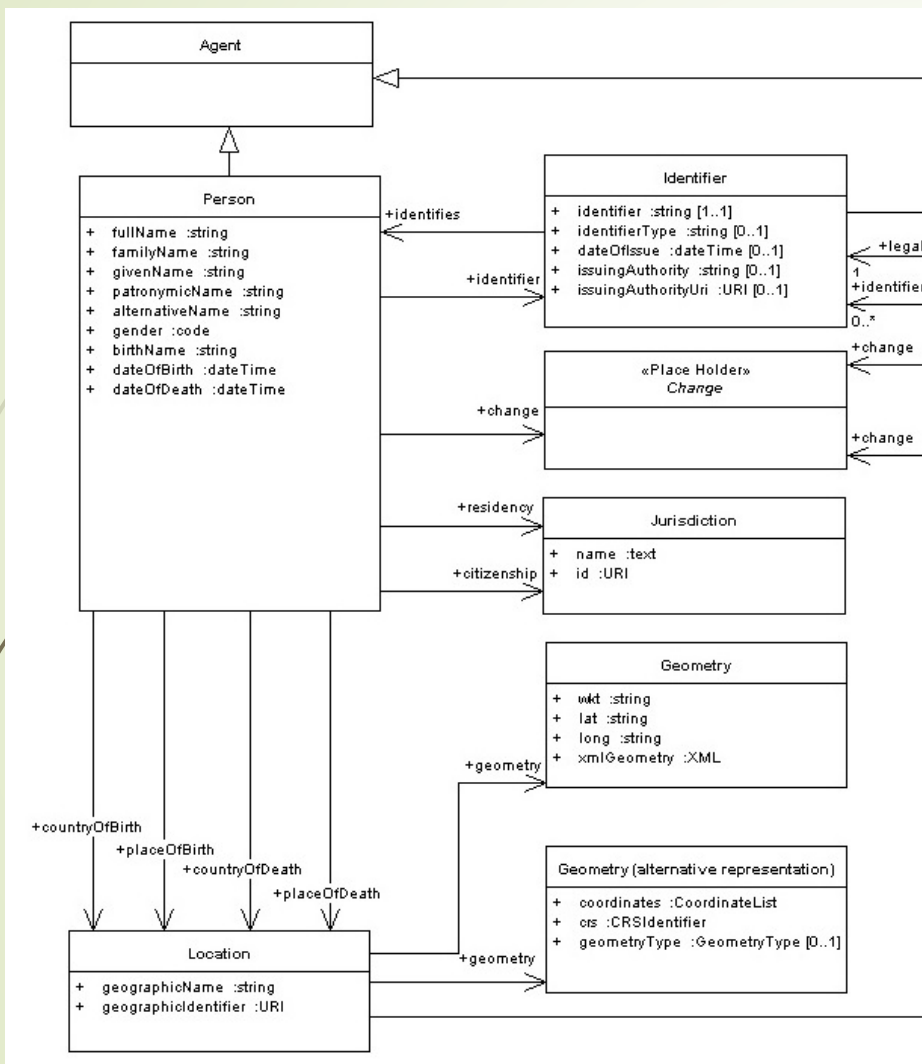 Agent
Person
+ fullName :string
+ familyName :string
+ givenName :string
+ patronymicName :string
+ alternativeName :string
+ gender :code
+ birthName :string
+ dateOfBirth :dateTime
+ dateOfDeath :dateTime
+identifies
+identifier
Identifier
+ identifier :string [1..1]
+ identifierType :string [0..1]
+ dateOfIssue :dateTime [0..1]
+ issuingAuthority :string [0..1]
+ issuingAuthorityUri :URI [0..1]
+legal
1
+identifier
0..*
+change
«Place Holder»
Change
+change
+change
+residency
+citizenship
Jurisdiction
+ name :text
+ id :URI
Geometry
+ wkt :string
+ lat :string
+ long :string
+ xmlGeometry :XML
+geometry
+countryOfBirth
+placeOfBirth
+countryOfDeath
+placeOfDeath
Geometry (alternative representation)
+ coordinates :CoordinateList
+ crs :CRSIdentifier
+ geometryType :GeometryType [0..1]
+geometry
Location
+ geographicName :string
+ geographicIdentifier :URI